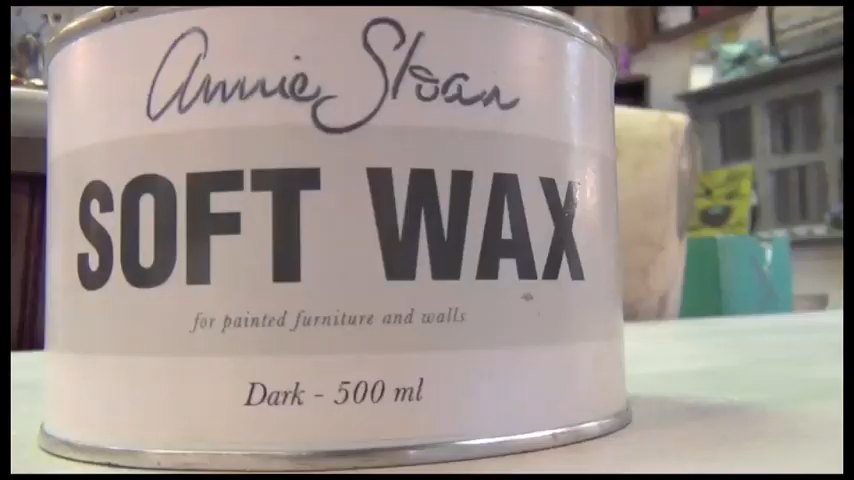 Annie Sloan
SOFT WAX
for painted furniture and walls
Dark - 500 ml